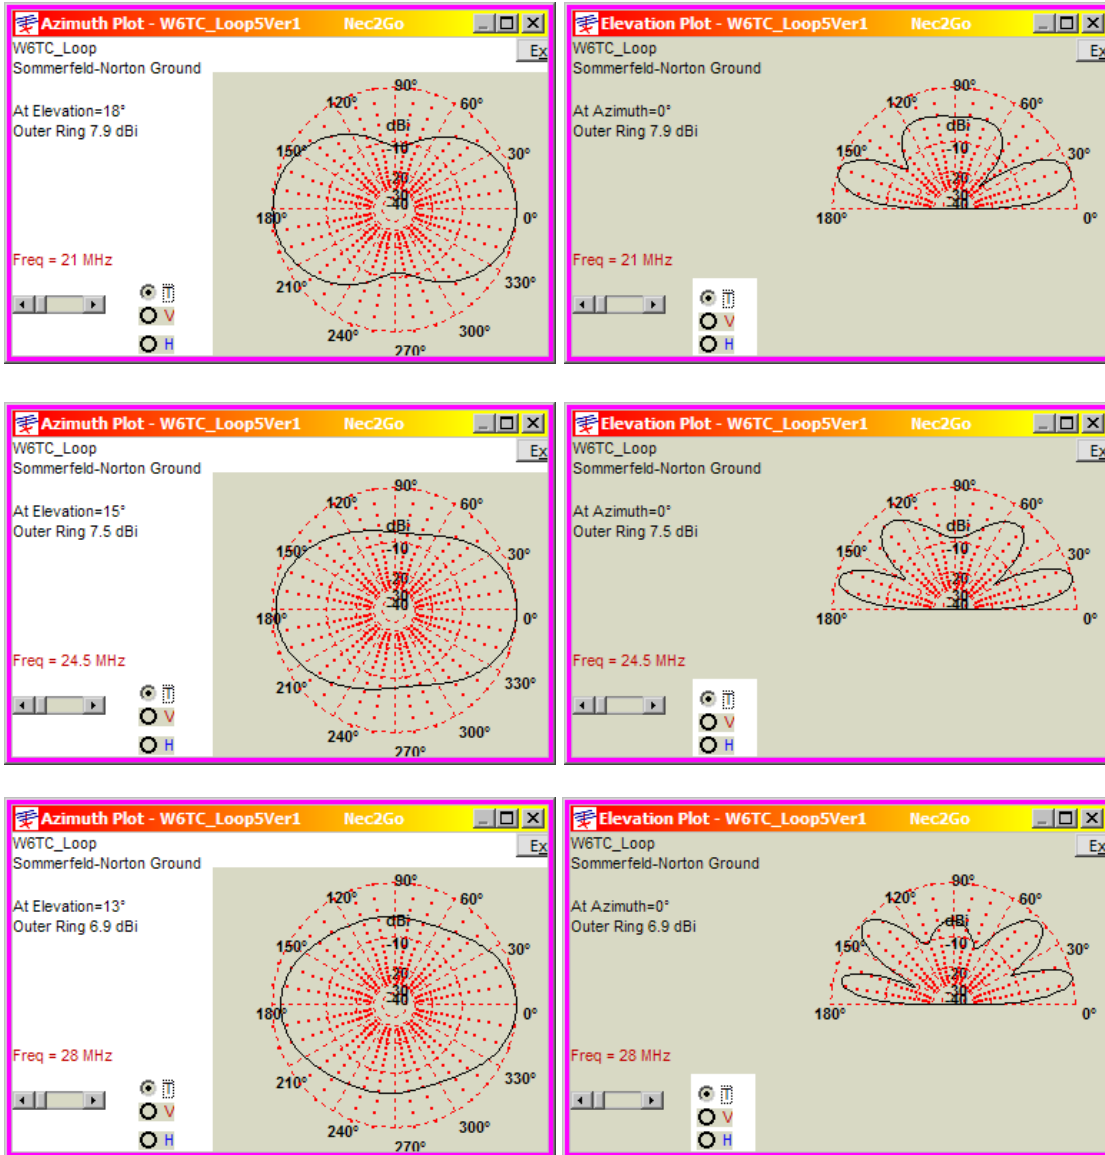 Azimuth Plot - W6TC_Loop5Ver1 Nec2Go
W6TC_Loop
Ex
Sommerfeld-Norton Ground
At Elevation=18°
Outer Ring 7.9 dBi
90°
120°
60°
dBi
150°
-10
30°
-20
-30
-40
180°
0°
Freq = 21 MHz
210°
330°
T
V
H
240°
300°
270°
Elevation Plot - W6TC_Loop5Ver1 Nec2Go
W6TC_Loop
Ex
Sommerfeld-Norton Ground
At Azimuth=0°
Outer Ring 7.9 dBi
90°
120°
60°
dBi
150°
-10
30°
-20
-30
-40
180°
0°
Freq = 21 MHz
T
V
H
Azimuth Plot - W6TC_Loop5Ver1 Nec2Go
W6TC_Loop
Ex
Sommerfeld-Norton Ground
At Elevation=15°
Outer Ring 7.5 dBi
90°
120°
60°
dBi
150°
-10
30°
-20
-30
-40
180°
0°
Freq = 24.5 MHz
210°
330°
T
V
H
240°
300°
270°
Elevation Plot - W6TC_Loop5Ver1 Nec2Go
W6TC_Loop
Ex
Sommerfeld-Norton Ground
At Azimuth=0°
Outer Ring 7.5 dBi
90°
120°
60°
dBi
150°
-10
30°
-20
-30
-40
180°
0°
Freq = 24.5 MHz
T
V
H
Azimuth Plot - W6TC_Loop5Ver1 Nec2Go
W6TC_Loop
Ex
Sommerfeld-Norton Ground
At Elevation=13°
Outer Ring 6.9 dBi
90°
120°
60°
dBi
150°
-10
30°
-20
-30
-40
180°
0°
Freq = 28 MHz
210°
330°
T
V
H
240°
300°
270°
Elevation Plot - W6TC_Loop5Ver1 Nec2Go
W6TC_Loop
Ex
Sommerfeld-Norton Ground
At Azimuth=0°
Outer Ring 6.9 dBi
90°
120°
60°
dBi
150°
-10
30°
-20
-30
-40
180°
0°
Freq = 28 MHz
T
V
H